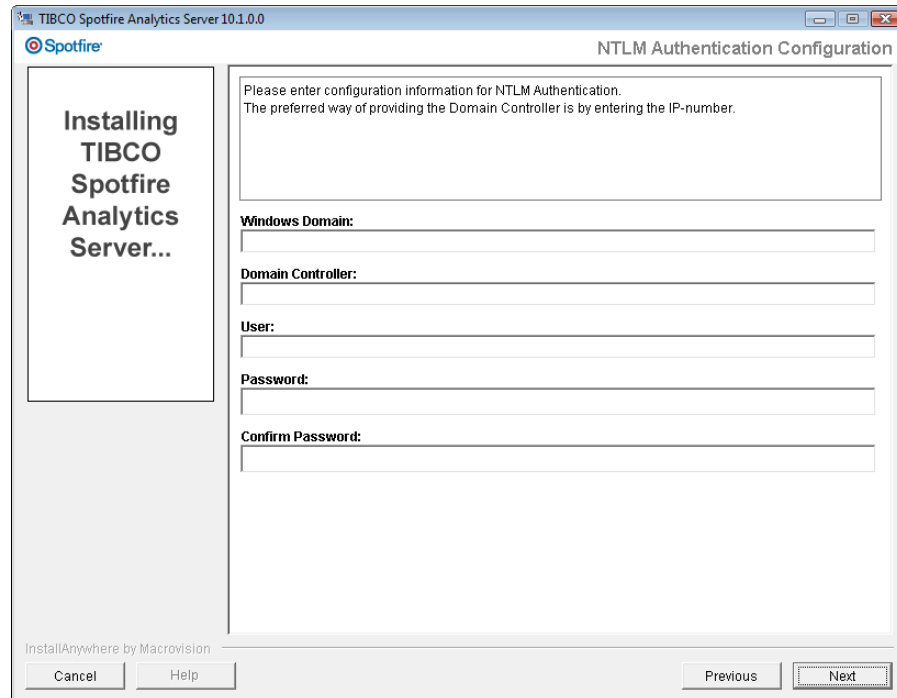 TIBCO Spotfire Analytics Server 10.1.0.0
Spotfire
NTLM Authentication Configuration
Installing
TIBCO
Spotfire
Analytics
Server...
Please enter configuration information for NTLM Authentication.
The preferred way of providing the Domain Controller is by entering the IP-number.
Windows Domain:
Domain Controller:
User:
Password:
Confirm Password:
InstallAnywhere by Macrovision
Cancel
Help
Previous
Next